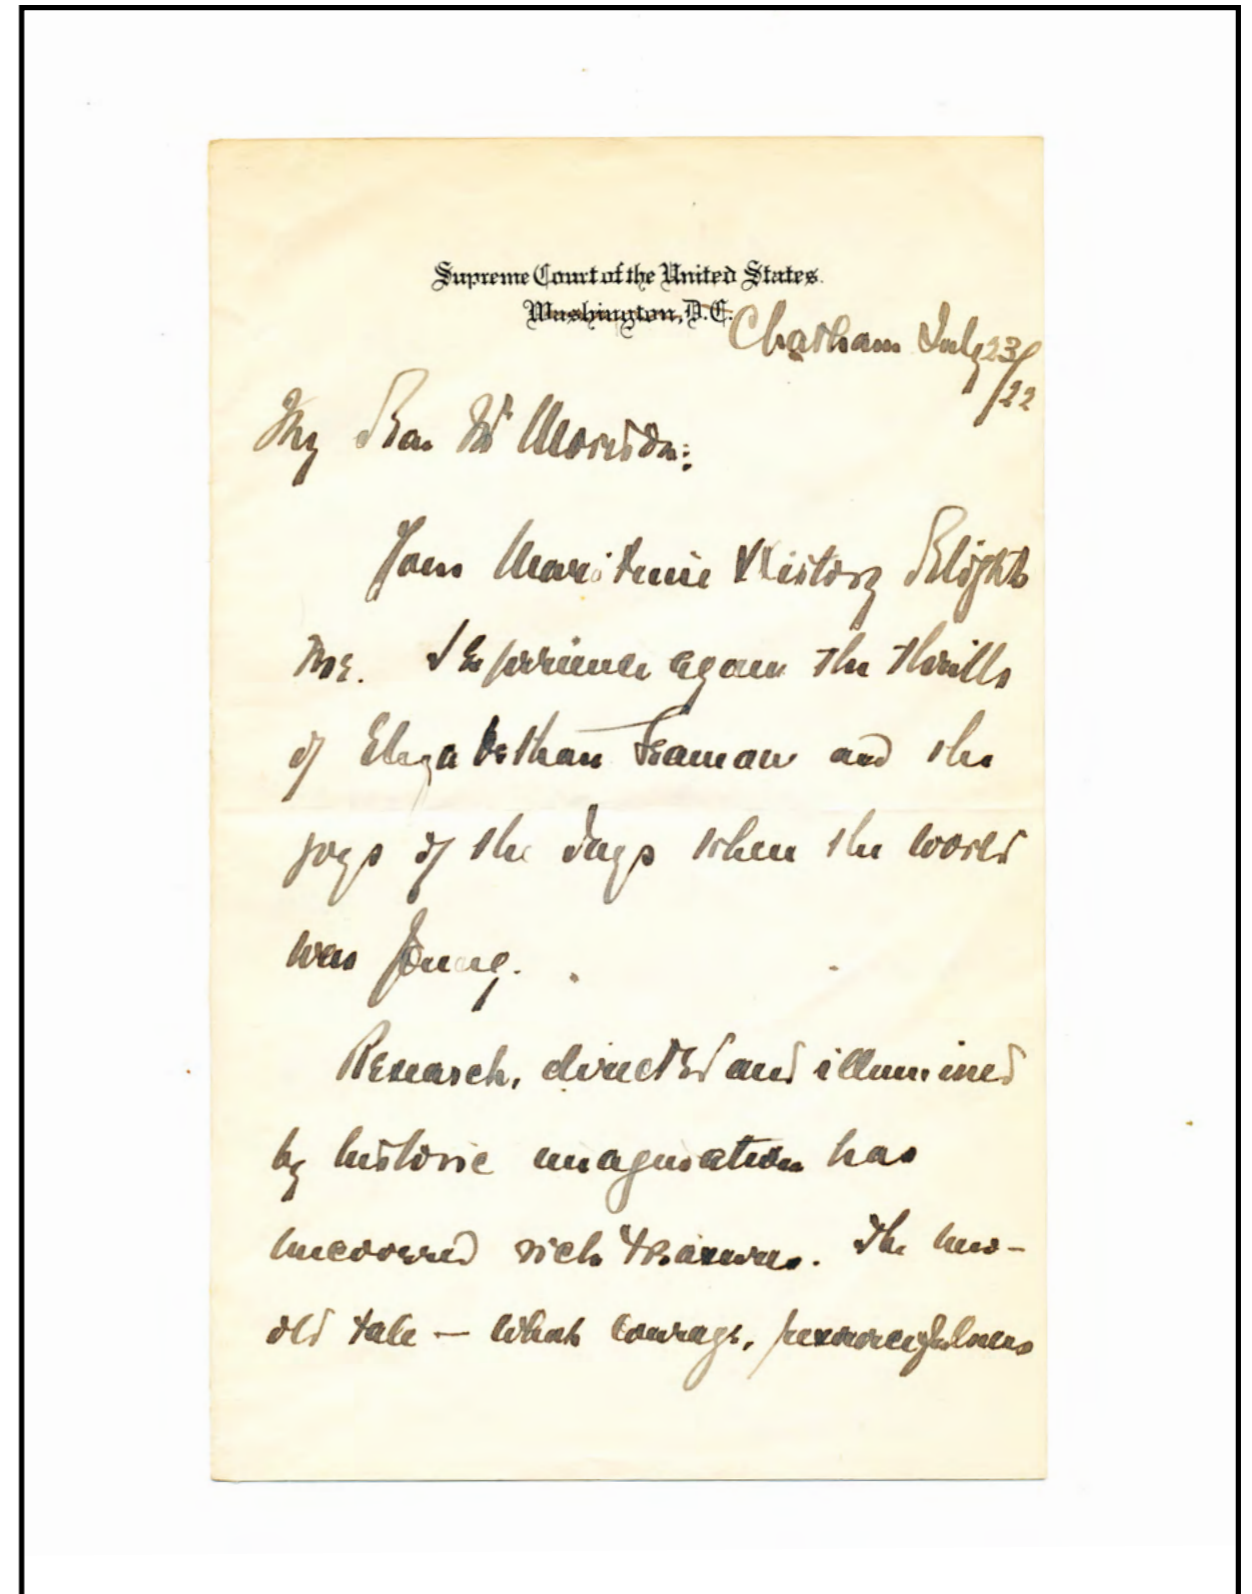 Supreme Court of the United States.
Washington, D.C.
Chatham July 23/22
My Dear Mr Morison:
Your Maritime History delights
me. I experience again the thrills
of Elizabethan seaman and the
joys of the days when the world
was young.
Research, directed and illumined
by historic imagination has
uncovered rich treasures. The new-
old tale — what courage, resourcefulness